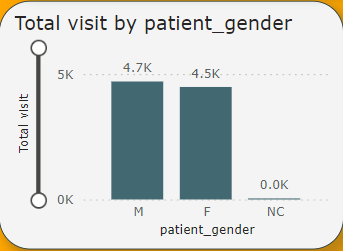 Total visit by patient_gender
5K
4.7K
4.5K
Total visit
0.0K
0K
M
F
NC
patient_gender